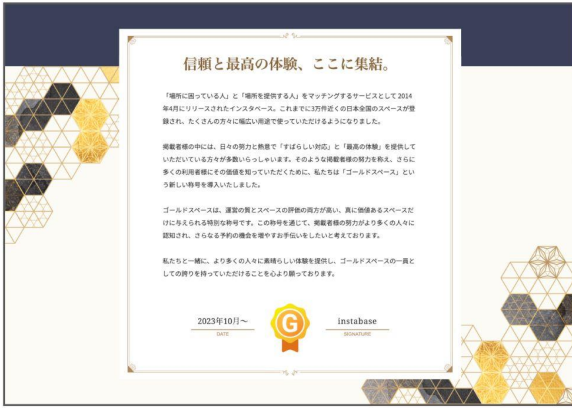 信頼と最高の体験、ここに集結。
「場所に困っている人」と「場所を提供する人」をマッチングするサービスとして 2014
年4月にリリースされたインスタベース。これまでに3万件近くの日本全国のスペースが登
録され、たくさんの方々に幅広い用途で使っていただけるようになりました。
掲載者様の中には、日々の努力と熱意で「すばらしい対応」と「最高の体験」を提供して
いただいている方々が多数いらっしゃいます。そのような掲載者様の努力を称え、さらに
多くの利用者様にその価値を知っていただくために、私たちは「ゴールドスペース」とい
う新しい称号を導入いたしました。
ゴールドスペースは、運営の質とスペースの評価の両方が高い、真に価値あるスペースだ
けに与えられる特別な称号です。この称号を通じて、掲載者様の努力がより多くの人々に
認知され、さらなる予約の機会を増やすお手伝いをしたいと考えております。
私たちと一緒に、より多くの人々に素晴らしい体験を提供し、ゴールドスペースの一員と
しての誇りを持っていただけることを心より願っております。
2023年10月〜
DATE
G
instabase
SIGNATURE